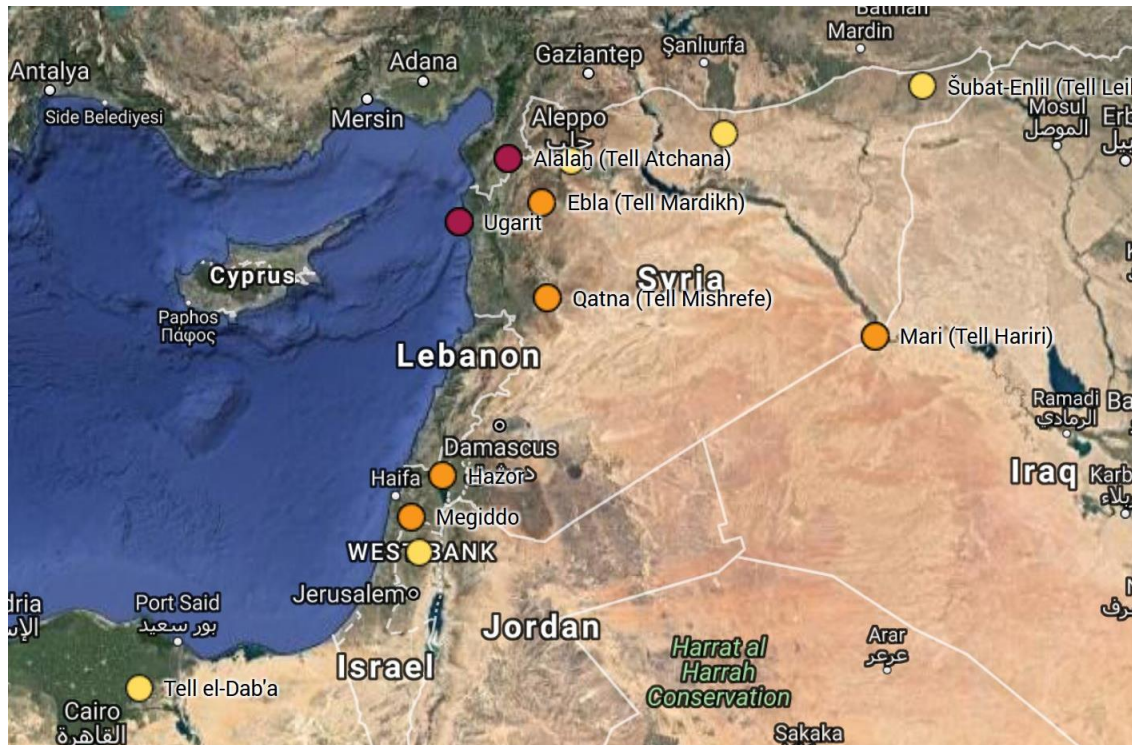 Batman
Mardin
Şanlıurfa
Gaziantep
Adana
Antalya
Side Belediyesi
Mersin
Šubat-Enlil (Tell Leil
Mosul
الموصل
Aleppo
حلب
Alalaḫ (Tell Atchana)
Ebla (Tell Mardikh)
Ugarit
Cyprus
Syria
Paphos
Πάφος
Qatna (Tell Mishrefe)
Mari (Tell Hariri)
Lebanon
Ramadi
الرمادي
Damascus
Haifa
Hazor
Iraq
Karb
Megiddo
WEST BANK
Jerusalem
Port Said
بور سعيد
dria
Jordan
Israel
Harrat al
Harrah
Conservation
Arar
عرعر
Tell el-Dab'a
Cairo
القاهرة
Sakaka